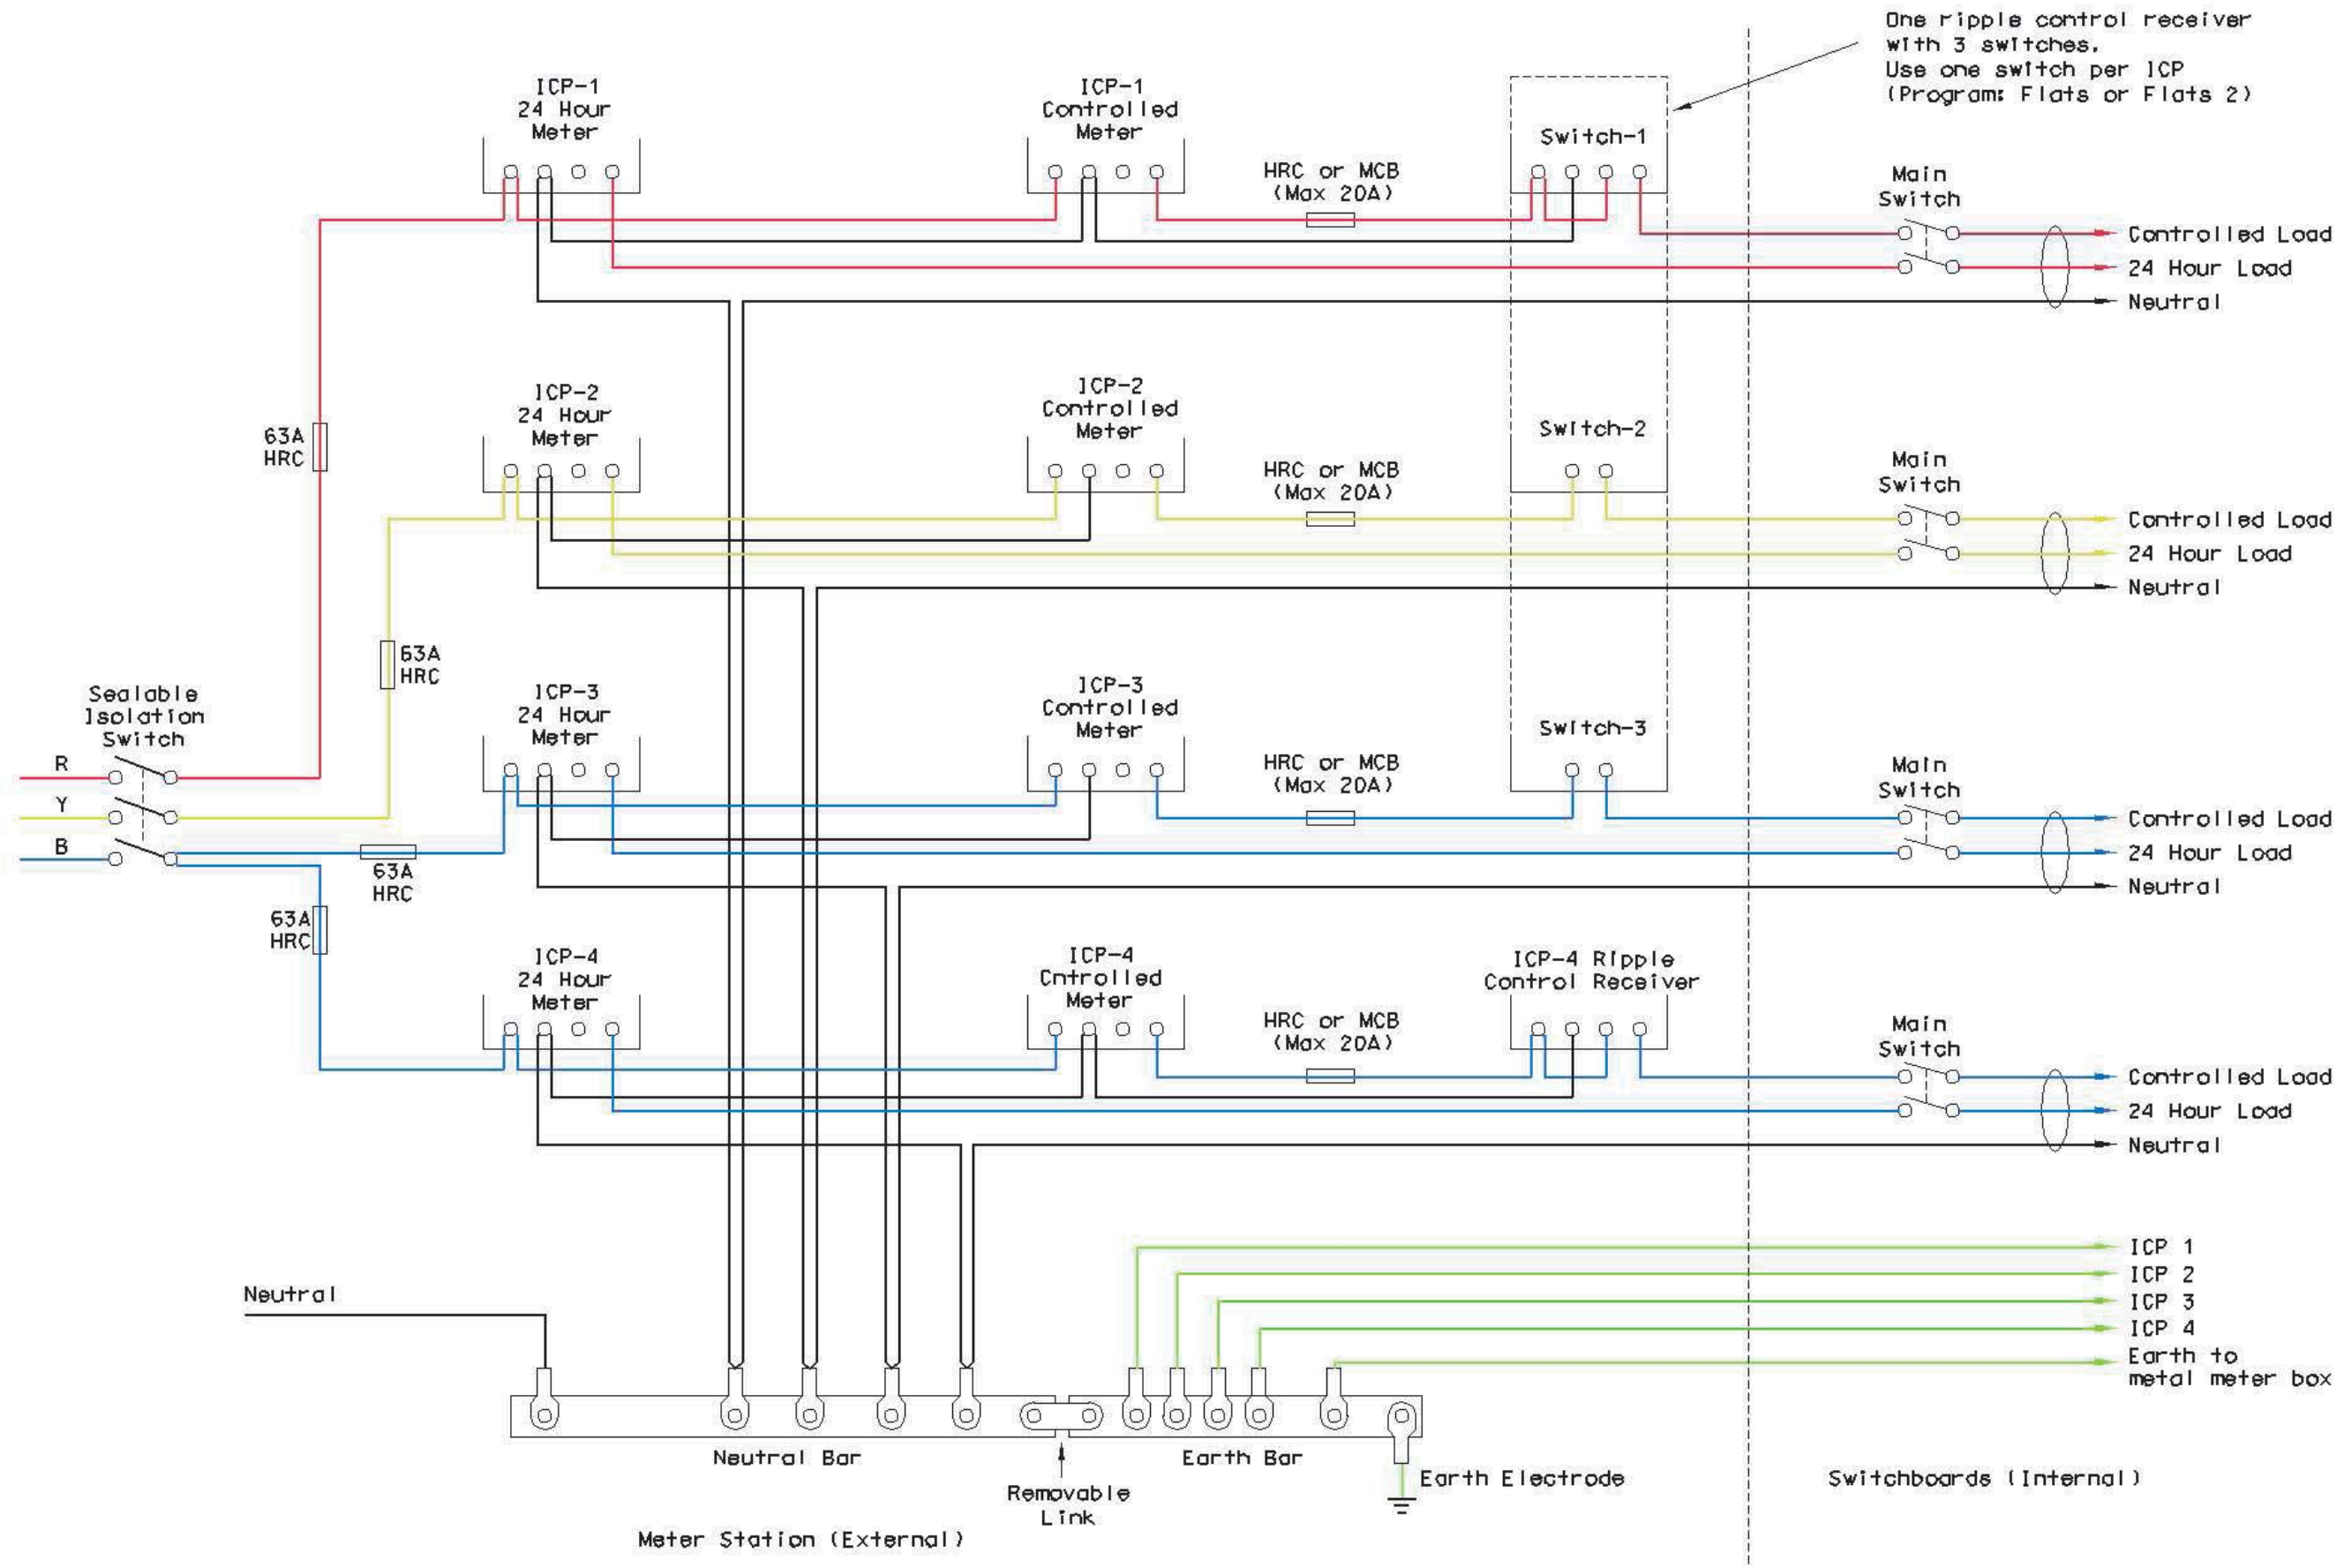 One ripple control receiver
with 3 switches.
Use one switch per ICP
(Program: Flats or Flats 2)
ICP-1
24 Hour
Meter
ICP-1
Controlled
Meter
HRC or MCB
(Max 20A)
Switch-1
Main
Switch
Controlled Load
24 Hour Load
Neutral
63A
HRC
ICP-2
24 Hour
Meter
ICP-2
Controlled
Meter
HRC or MCB
(Max 20A)
Switch-2
Main
Switch
Controlled Load
24 Hour Load
Neutral
63A
HRC
Sealable
Isolation
Switch
R
Y
B
63A
HRC
ICP-3
24 Hour
Meter
ICP-3
Controlled
Meter
HRC or MCB
(Max 20A)
Switch-3
Main
Switch
Controlled Load
24 Hour Load
Neutral
63A
HRC
ICP-4
24 Hour
Meter
ICP-4
Cntrolled
Meter
HRC or MCB
(Max 20A)
ICP-4 Ripple
Control Receiver
Main
Switch
Controlled Load
24 Hour Load
Neutral
Neutral
ICP 1
ICP 2
ICP 3
ICP 4
Earth to
metal meter box
Neutral Bar
Removable
Link
Earth Bar
Earth Electrode
Meter Station (External)
Switchboards (Internal)